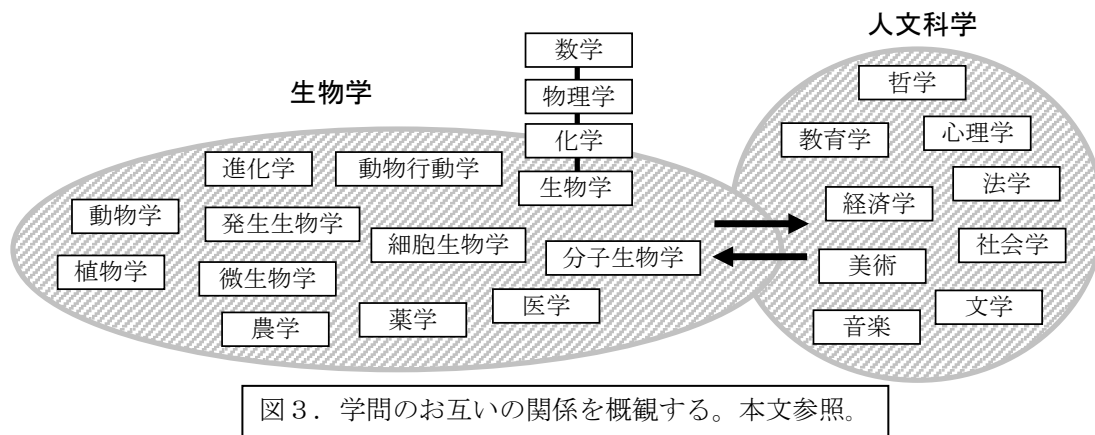 人文科学
生物学
数学
物理学
化学
生物学
進化学
動物行動学
動物学
発生生物学
細胞生物学
分子生物学
植物学
微生物学
農学
薬学
医学
哲学
教育学
心理学
法学
経済学
社会学
美術
文学
音楽
図3．学問のお互いの関係を概観する。本文参照。